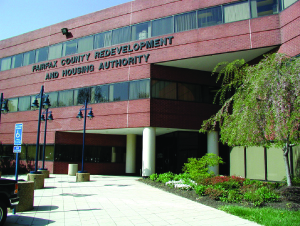 FAIRFAX COUNTY REDEVELOPMENT
AND HOUSING AUTHORITY